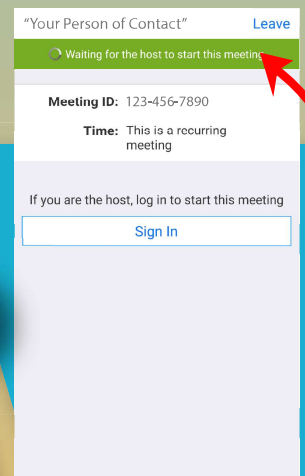 “Your Person of Contact” Leave
Waiting for the host to start this meeting
Meeting ID: 123-456-7890
Time: This is a recurring
meeting
If you are the host, log in to start this meeting
Sign In